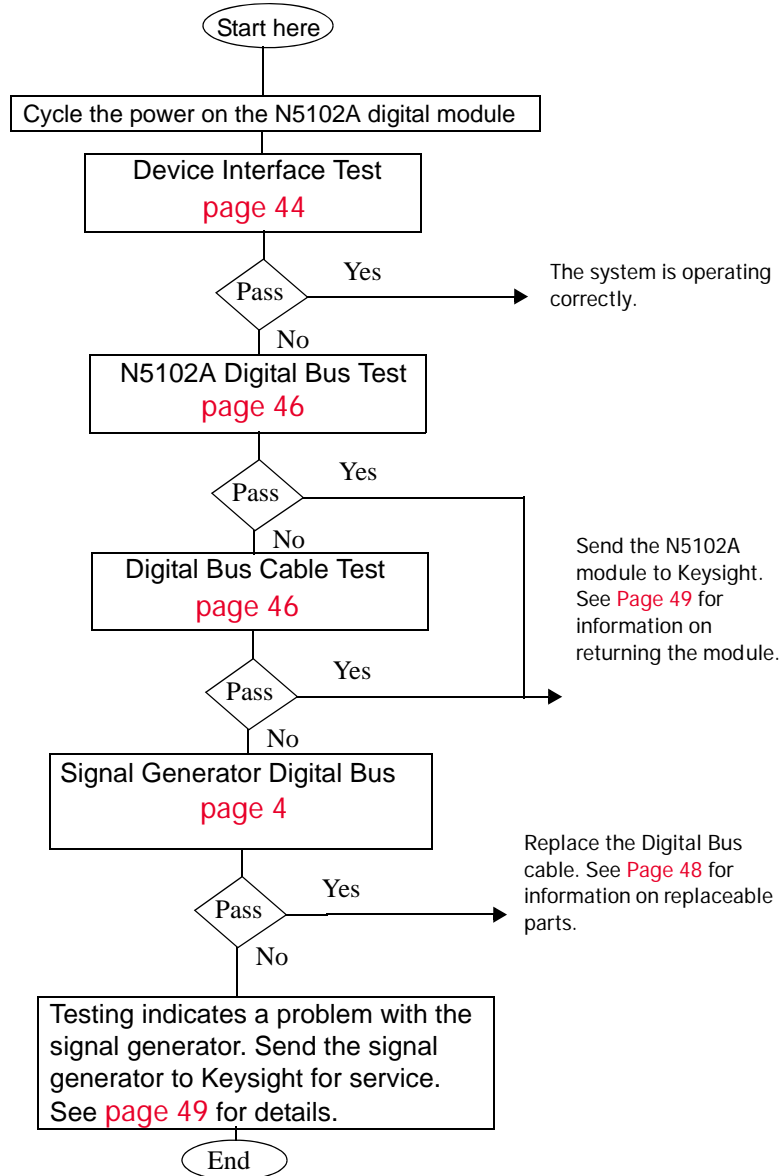 Start here
Cycle the power on the N5102A digital module
Device Interface Test
page 44
Yes
Pass
The system is operating
correctly.
No
N5102A Digital Bus Test
page 46
Yes
Pass
No
Digital Bus Cable Test
page 46
Send the N5102A
module to Keysight.
See Page 49 for
information on
returning the module.
Yes
Pass
No
Signal Generator Digital Bus
page 4
Replace the Digital Bus
cable. See Page 48 for
information on replaceable
parts.
Yes
Pass
No
Testing indicates a problem with the
signal generator. Send the signal
generator to Keysight for service.
See page 49 for details.
End